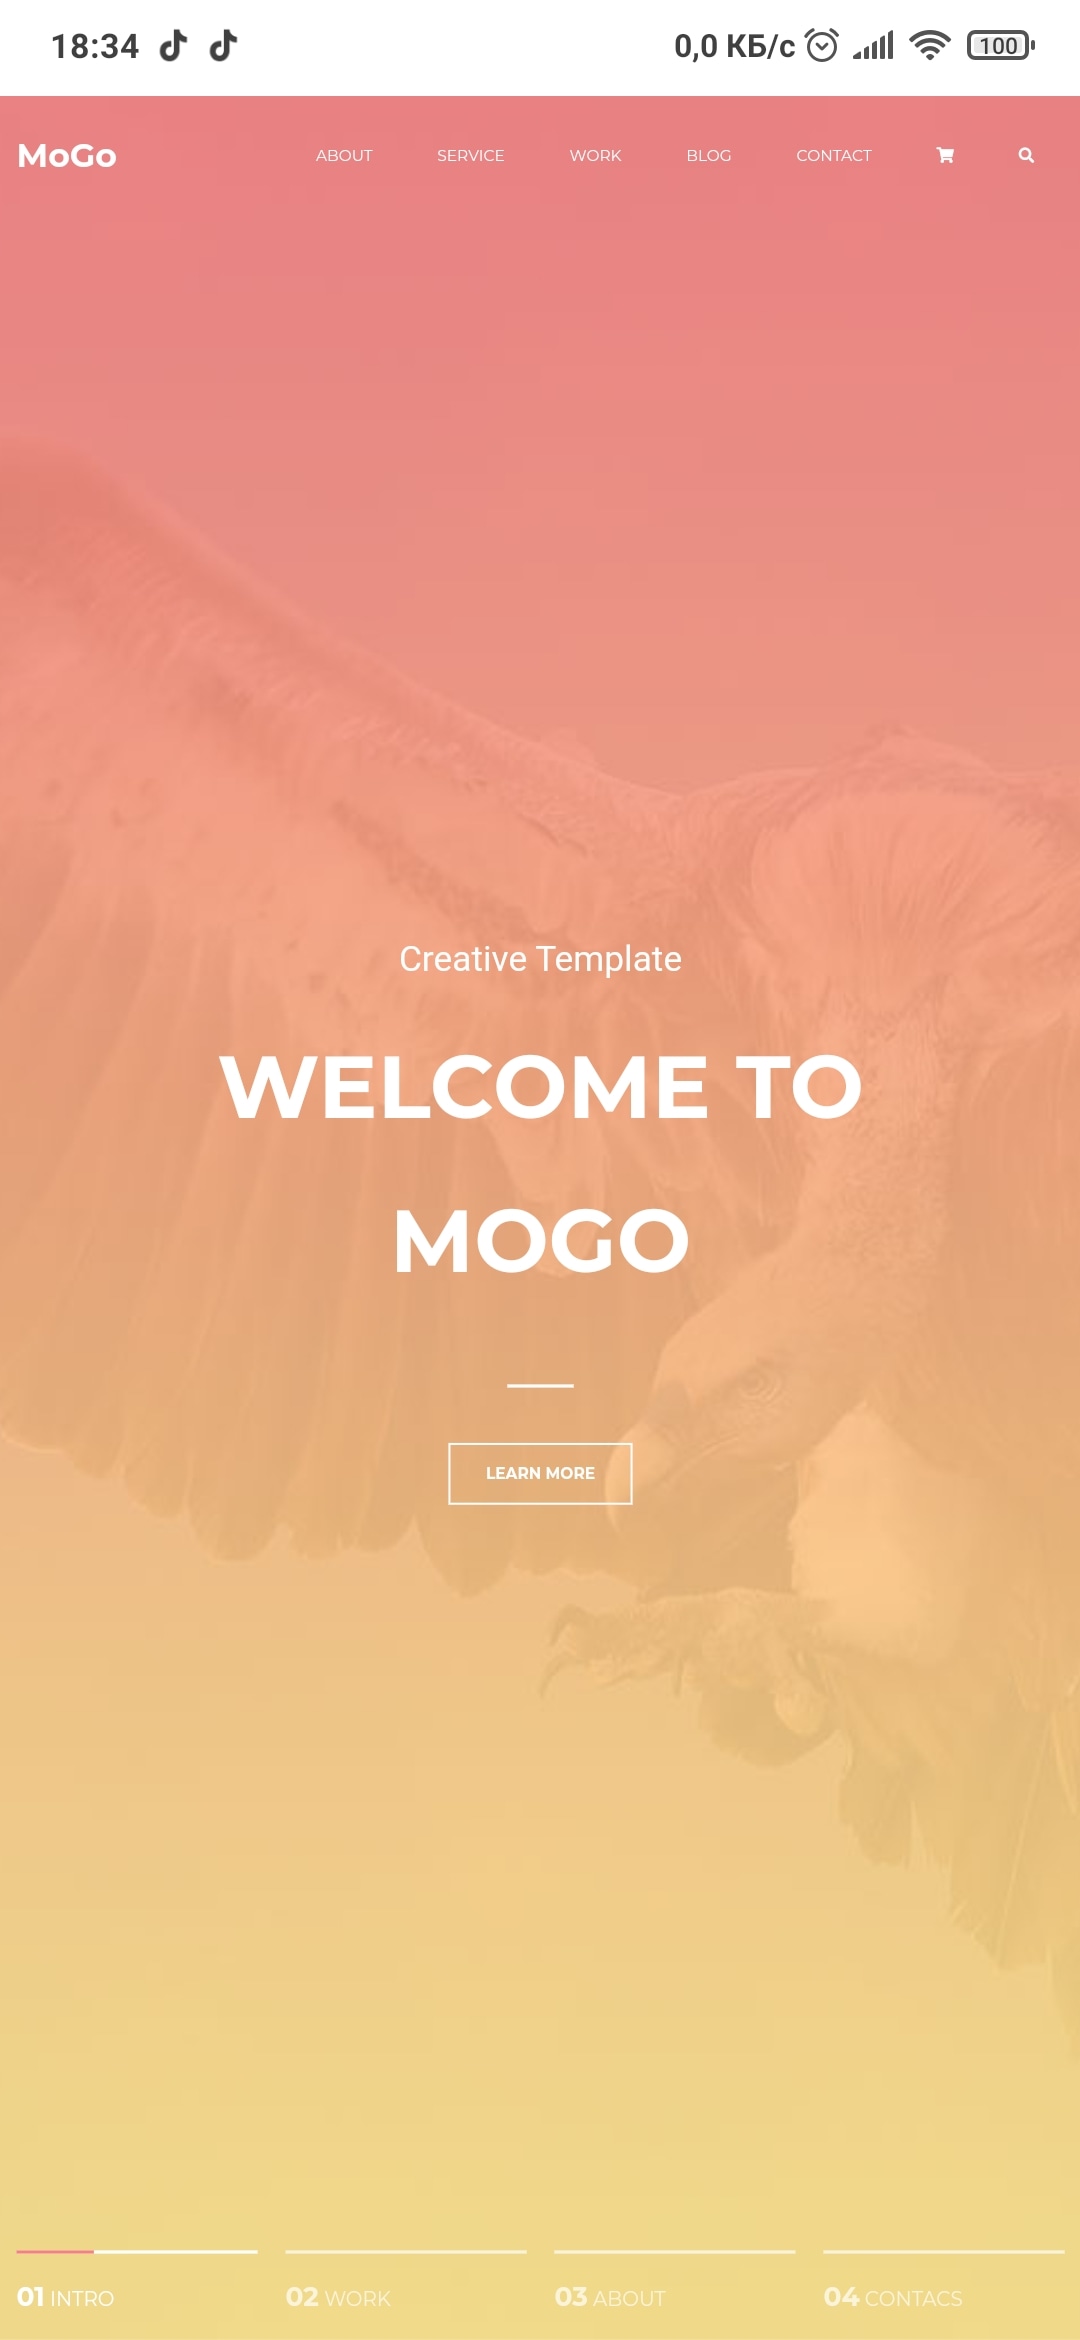 18:34 0,0 КБ/с 100
MoGo ABOUT SERVICE WORK BLOG CONTACT
Creative Template
WELCOME TO
MOGO
LEARN MORE
01 INTRO 02 WORK 03 ABOUT 04 CONTACS